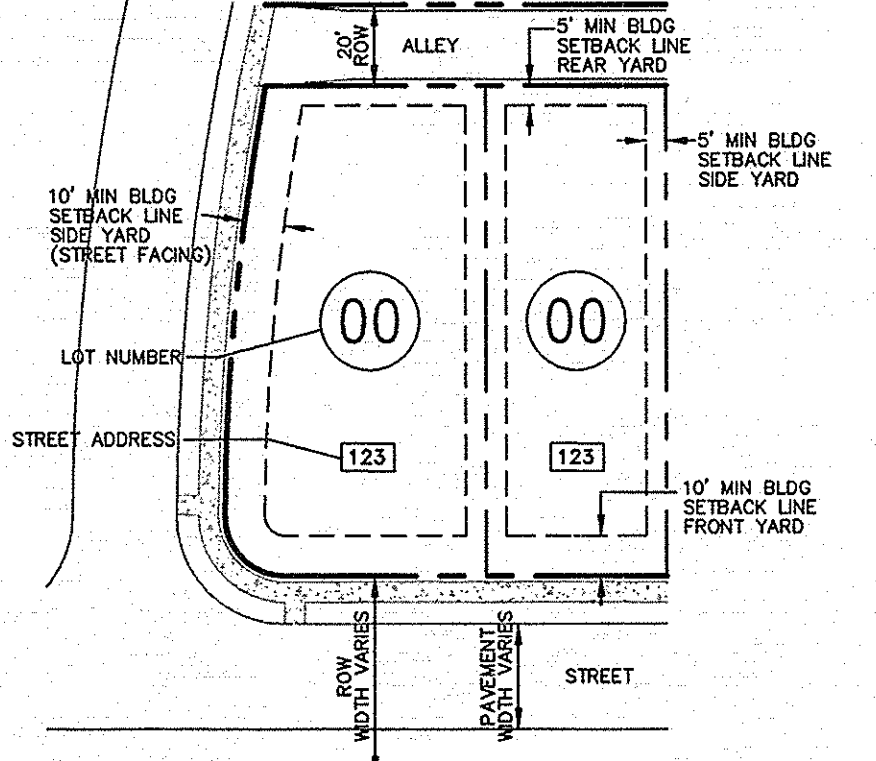 20'
ROW
ALLEY
5' MIN BLDG
SETBACK LINE
REAR YARD
5' MIN BLDG
SETBACK LINE
SIDE YARD
10' MIN BLDG
SETBACK LINE
SIDE YARD
(STREET FACING)
00
00
LOT NUMBER
STREET ADDRESS
123
123
10' MIN BLDG
SETBACK LINE
FRONT YARD
ROW
WIDTH VARIES
PAVEMENT
WIDTH VARIES
STREET